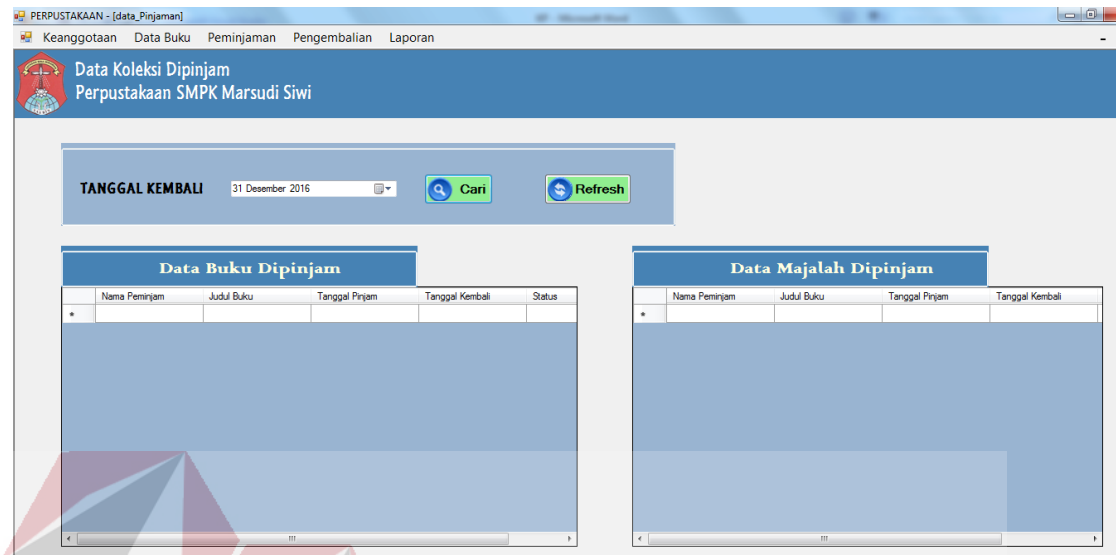 PERPUSTAKAAN - [data_Pinjaman]
Keanggotaan Data Buku Peminjaman Pengembalian Laporan
Data Koleksi Dipinjam
Perpustakaan SMPK Marsudi Siwi
TANGGAL KEMBALI 31 Desember 2016 Cari Refresh
Data Buku Dipinjam
Nama Peminjam Judul Buku Tanggal Pinjam Tanggal Kembali Status
Data Majalah Dipinjam
Nama Peminjam Judul Buku Tanggal Pinjam Tanggal Kembali